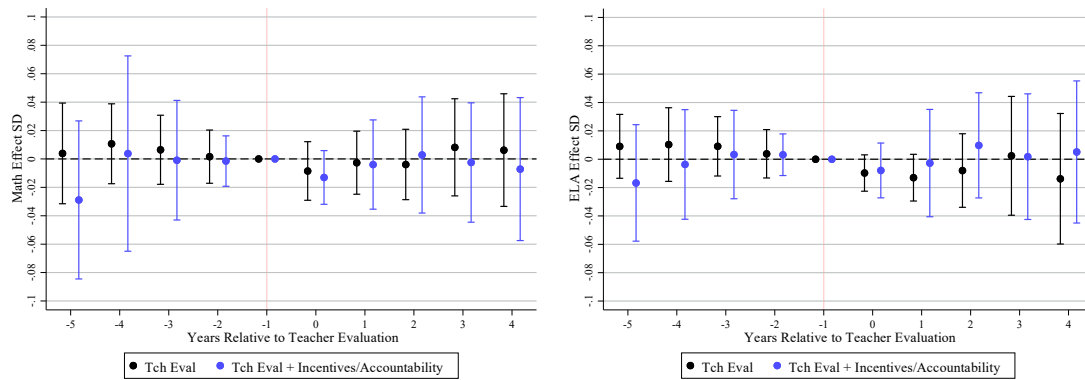 Math Effect SD
.1
.08
.06
.04
.02
0
-.02
-.04
-.06
-.08
-.1
-5 -4 -3 -2 -1 0 1 2 3 4
Years Relative to Teacher Evaluation
Tch Eval Tch Eval + Incentives/Accountability
ELA Effect SD
.1
.08
.06
.04
.02
0
-.02
-.04
-.06
-.08
-.1
-5 -4 -3 -2 -1 0 1 2 3 4
Years Relative to Teacher Evaluation
Tch Eval Tch Eval + Incentives/Accountability